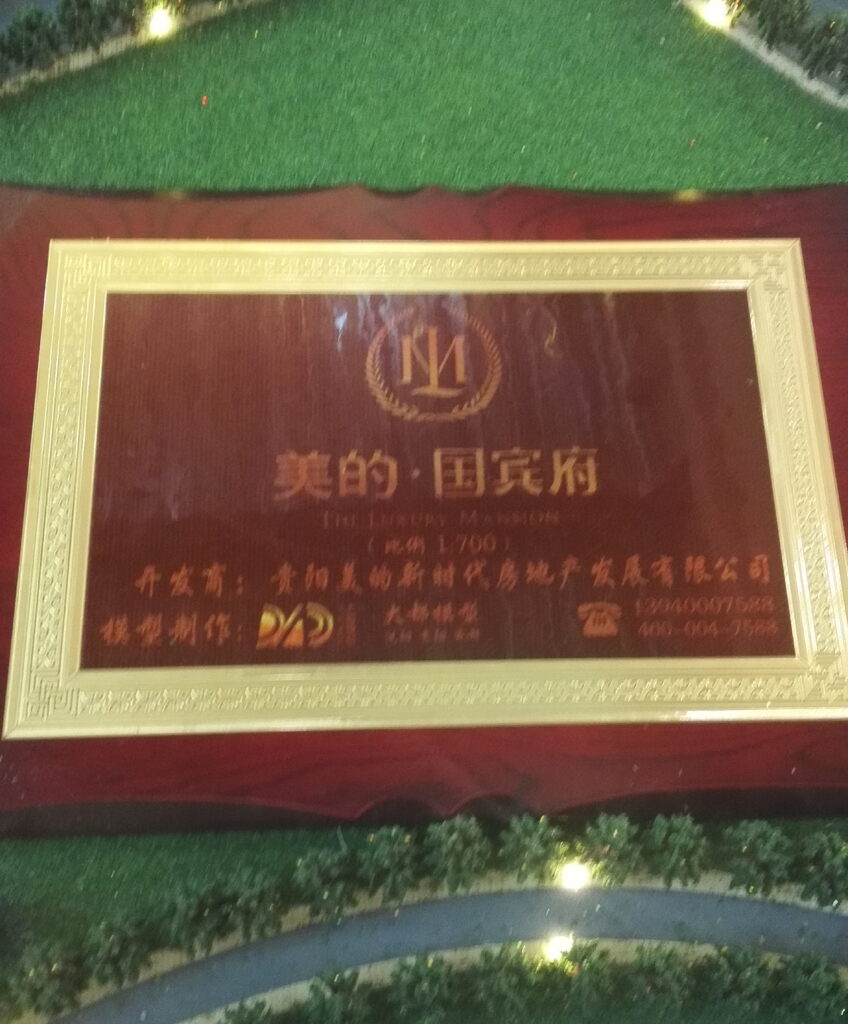 美的·国宾府
THE LUXURY MANSION
(比例 1:700)
开发商：贵阳美的新时代房地产发展有限公司
模型制作：大都模型 13940007588
400-004-7588